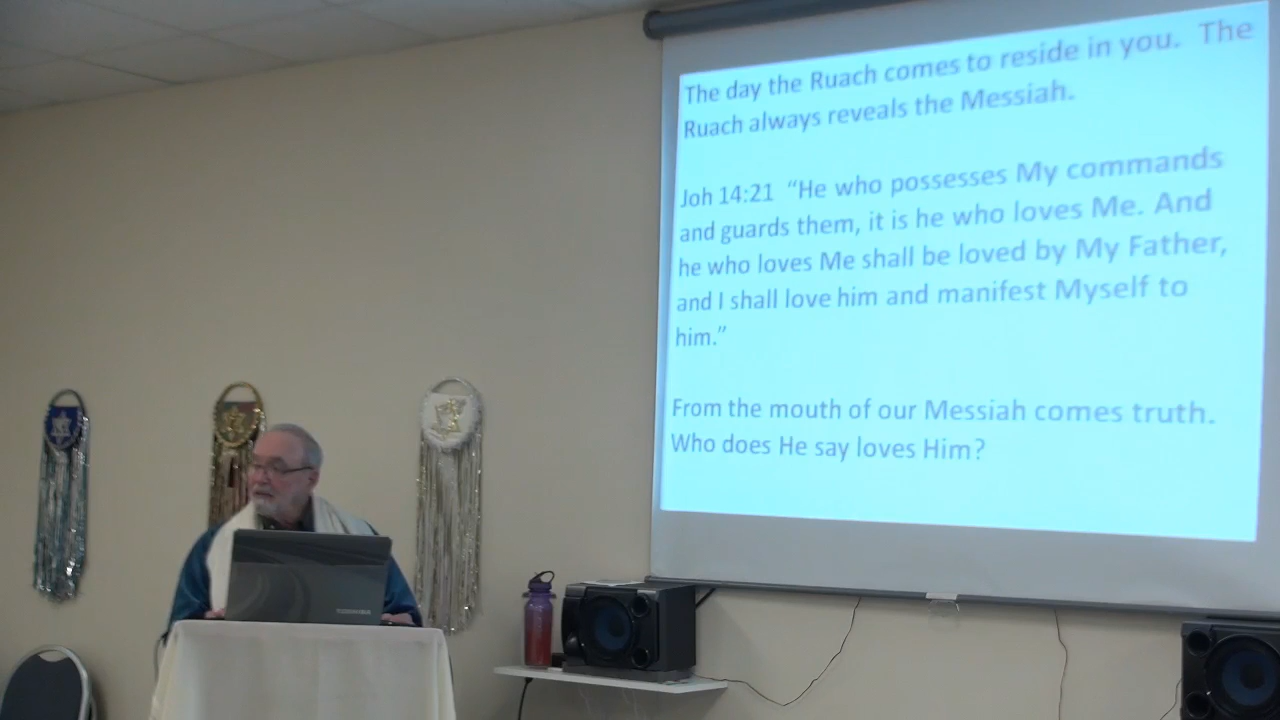 The day the Ruach comes to reside in you. The
Ruach always reveals the Messiah.
Joh 14:21 “He who possesses My commands
and guards them, it is he who loves Me. And
he who loves Me shall be loved by My Father,
and I shall love him and manifest Myself to
him.”
From the mouth of our Messiah comes truth.
Who does He say loves Him?
TOSHIBA